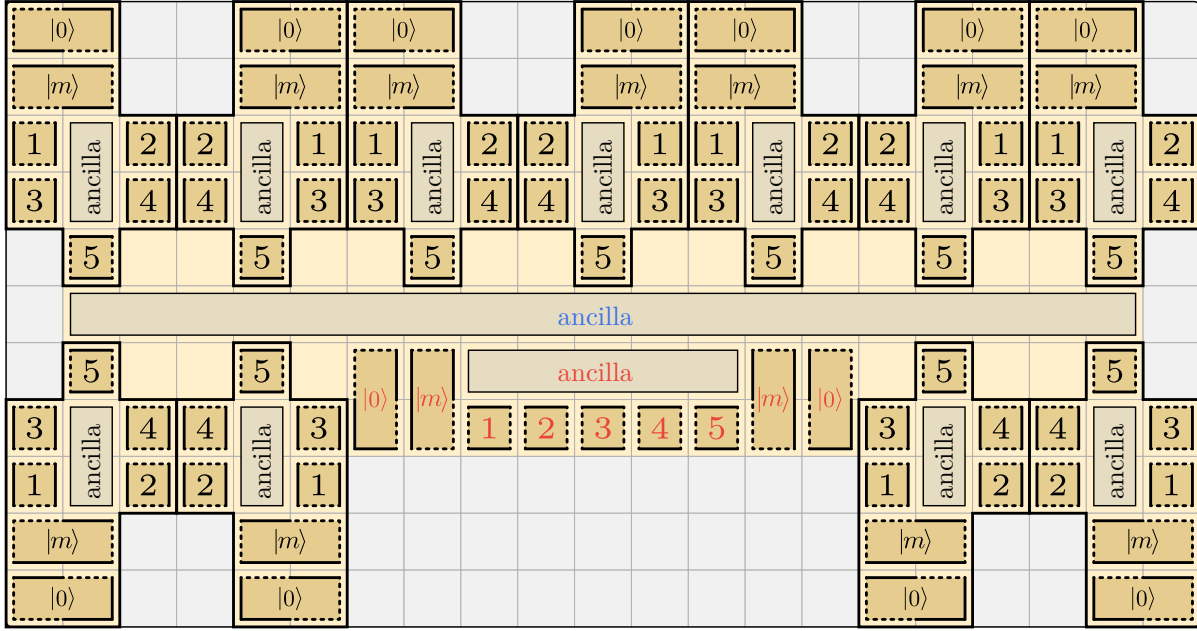 |0⟩ |0⟩ |0⟩ |0⟩ |0⟩ |0⟩ |0⟩
|m⟩ |m⟩ |m⟩ |m⟩ |m⟩ |m⟩ |m⟩
1 ancilla 2 2 ancilla 1 1 ancilla 2 2 ancilla 1 1 ancilla 2 2 ancilla 1 1 ancilla 2
3 4 4 3 3 4 4 3 3 4 4 3 3 4
5 5 5 5 5 5 5
ancilla
5 5 ancilla 5 5
|0⟩ |m⟩ |m⟩ |0⟩
3 ancilla 4 4 ancilla 3 1 2 3 4 5 3 ancilla 4 4 ancilla 3
1 2 2 1 1 2 2 1
|m⟩ |m⟩ |m⟩ |m⟩
|0⟩ |0⟩ |0⟩ |0⟩